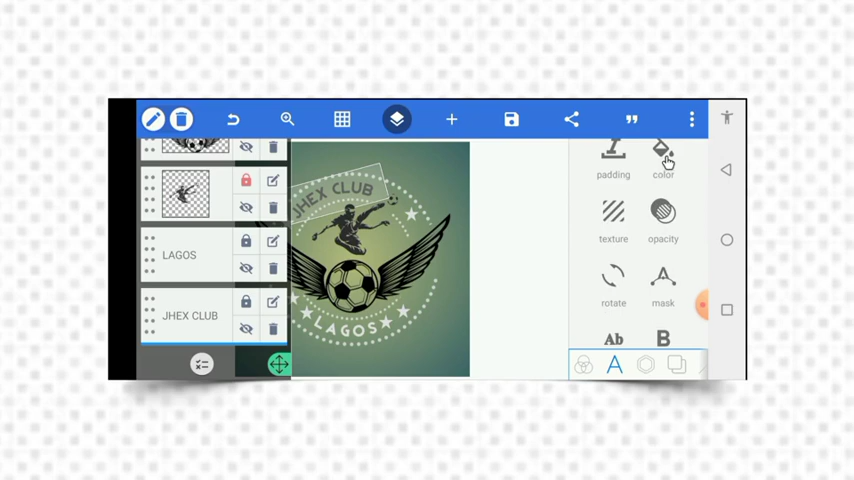 padding
color
JHEX CLUB
texture
opacity
LAGOS
rotate
mask
JHEX CLUB
LAGOS
Ab
B
A